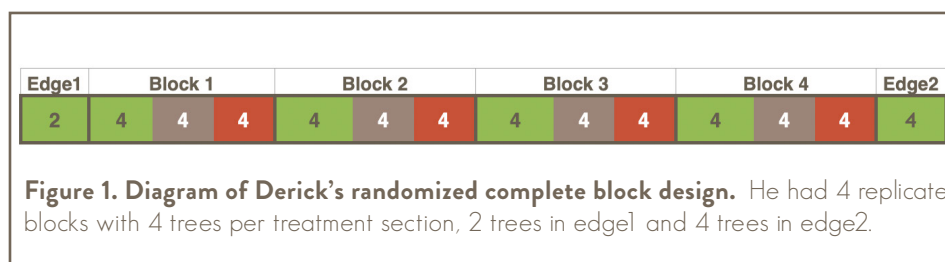 Edge1 Block 1 Block 2 Block 3 Block 4 Edge2
2 4 4 4 4 4 4 4 4 4 4 4 4 4
Figure 1. Diagram of Derick's randomized complete block design. He had 4 replicate
blocks with 4 trees per treatment section, 2 trees in edge1 and 4 trees in edge2.